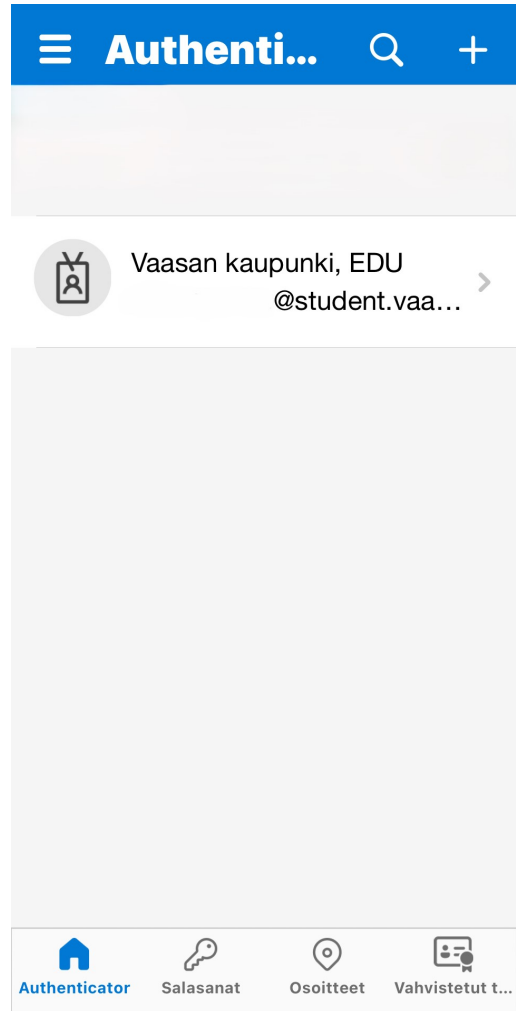 Authenti...
Vaasan kaupunki, EDU
@student.vaa...
Authenticator
Salasanat
Osoitteet
Vahvistetut t...